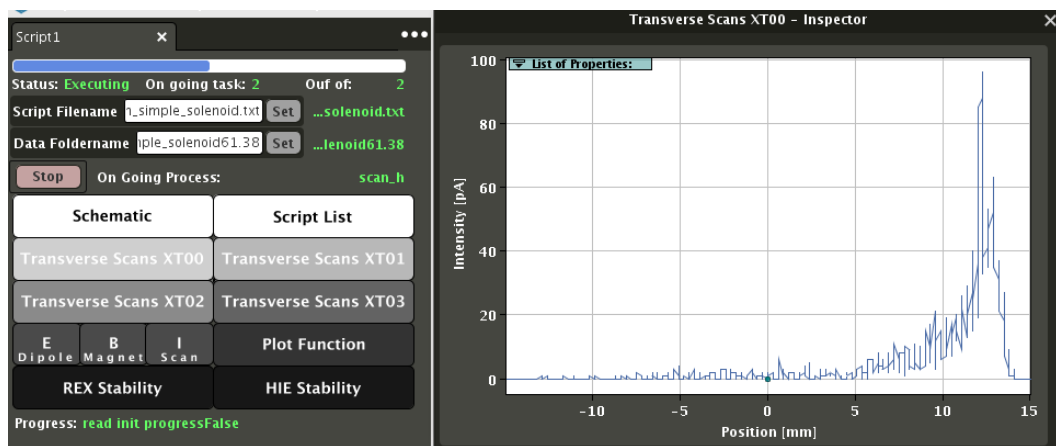 Script1
Status: Executing On going task: 2 Out of: 2
Script Filename n_simple_solenoid.txt Set ...solenoid.txt
Data Foldername nple_solenoid61.38 Set ...lenoid61.38
Stop On Going Process: scan_h
Schematic Script List
Transverse Scans XT00 Transverse Scans XT01
Transverse Scans XT02 Transverse Scans XT03
E B I Plot Function
Dipole Magnet Scan
REX Stability HIE Stability
Progress: read init progressFalse
Transverse Scans XT00 - Inspector
List of Properties:
100
80
60
40
20
0
Intensity [pA]
-10 -5 0 5 10 15
Position [mm]